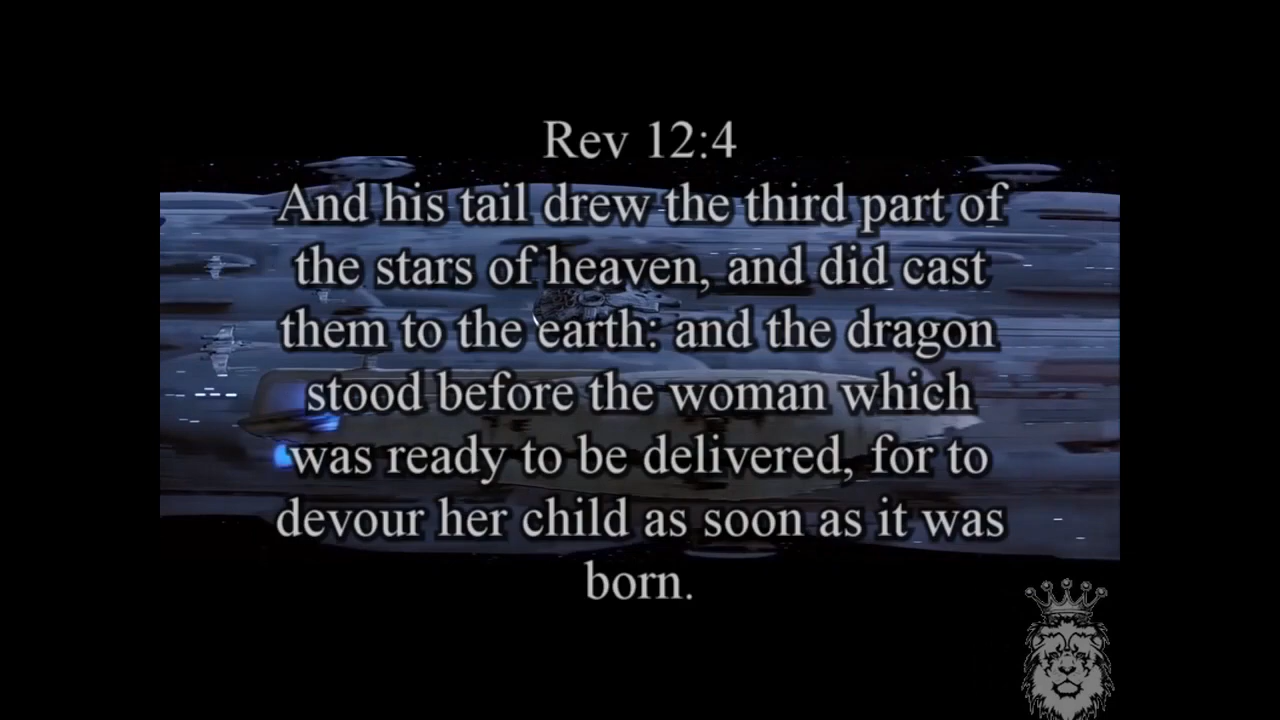 Rev 12:4
And his tail drew the third part of
the stars of heaven, and did cast
them to the earth: and the dragon
stood before the woman which
was ready to be delivered, for to
devour her child as soon as it was
born.